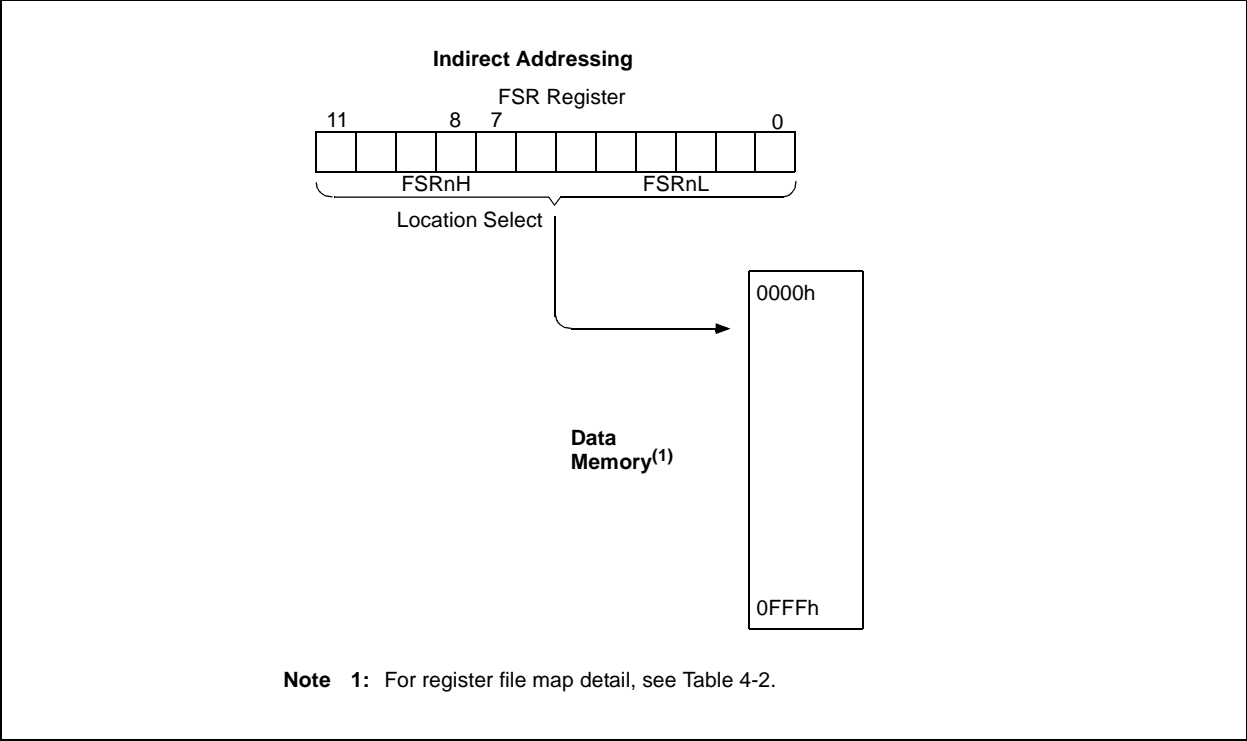 Indirect Addressing
FSR Register
11 8 7 0
FSRnH FSRnL
Location Select
0000h
Data
Memory(1)
0FFFh
Note 1: For register file map detail, see Table 4-2.